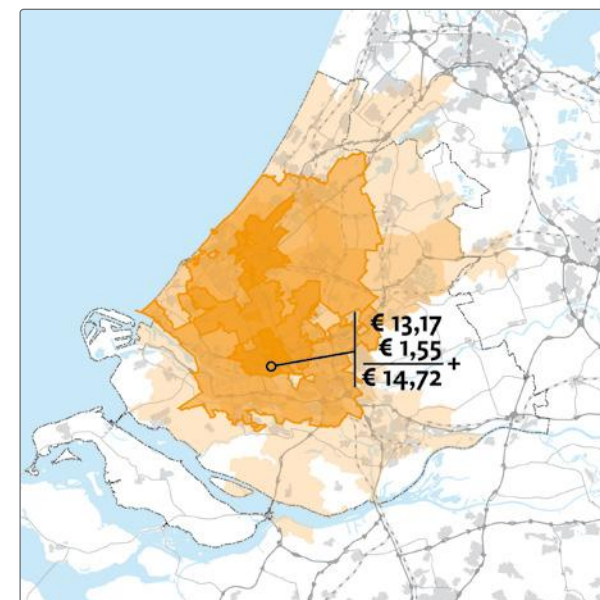 € 13,17
€ 1,55
+
€ 14,72